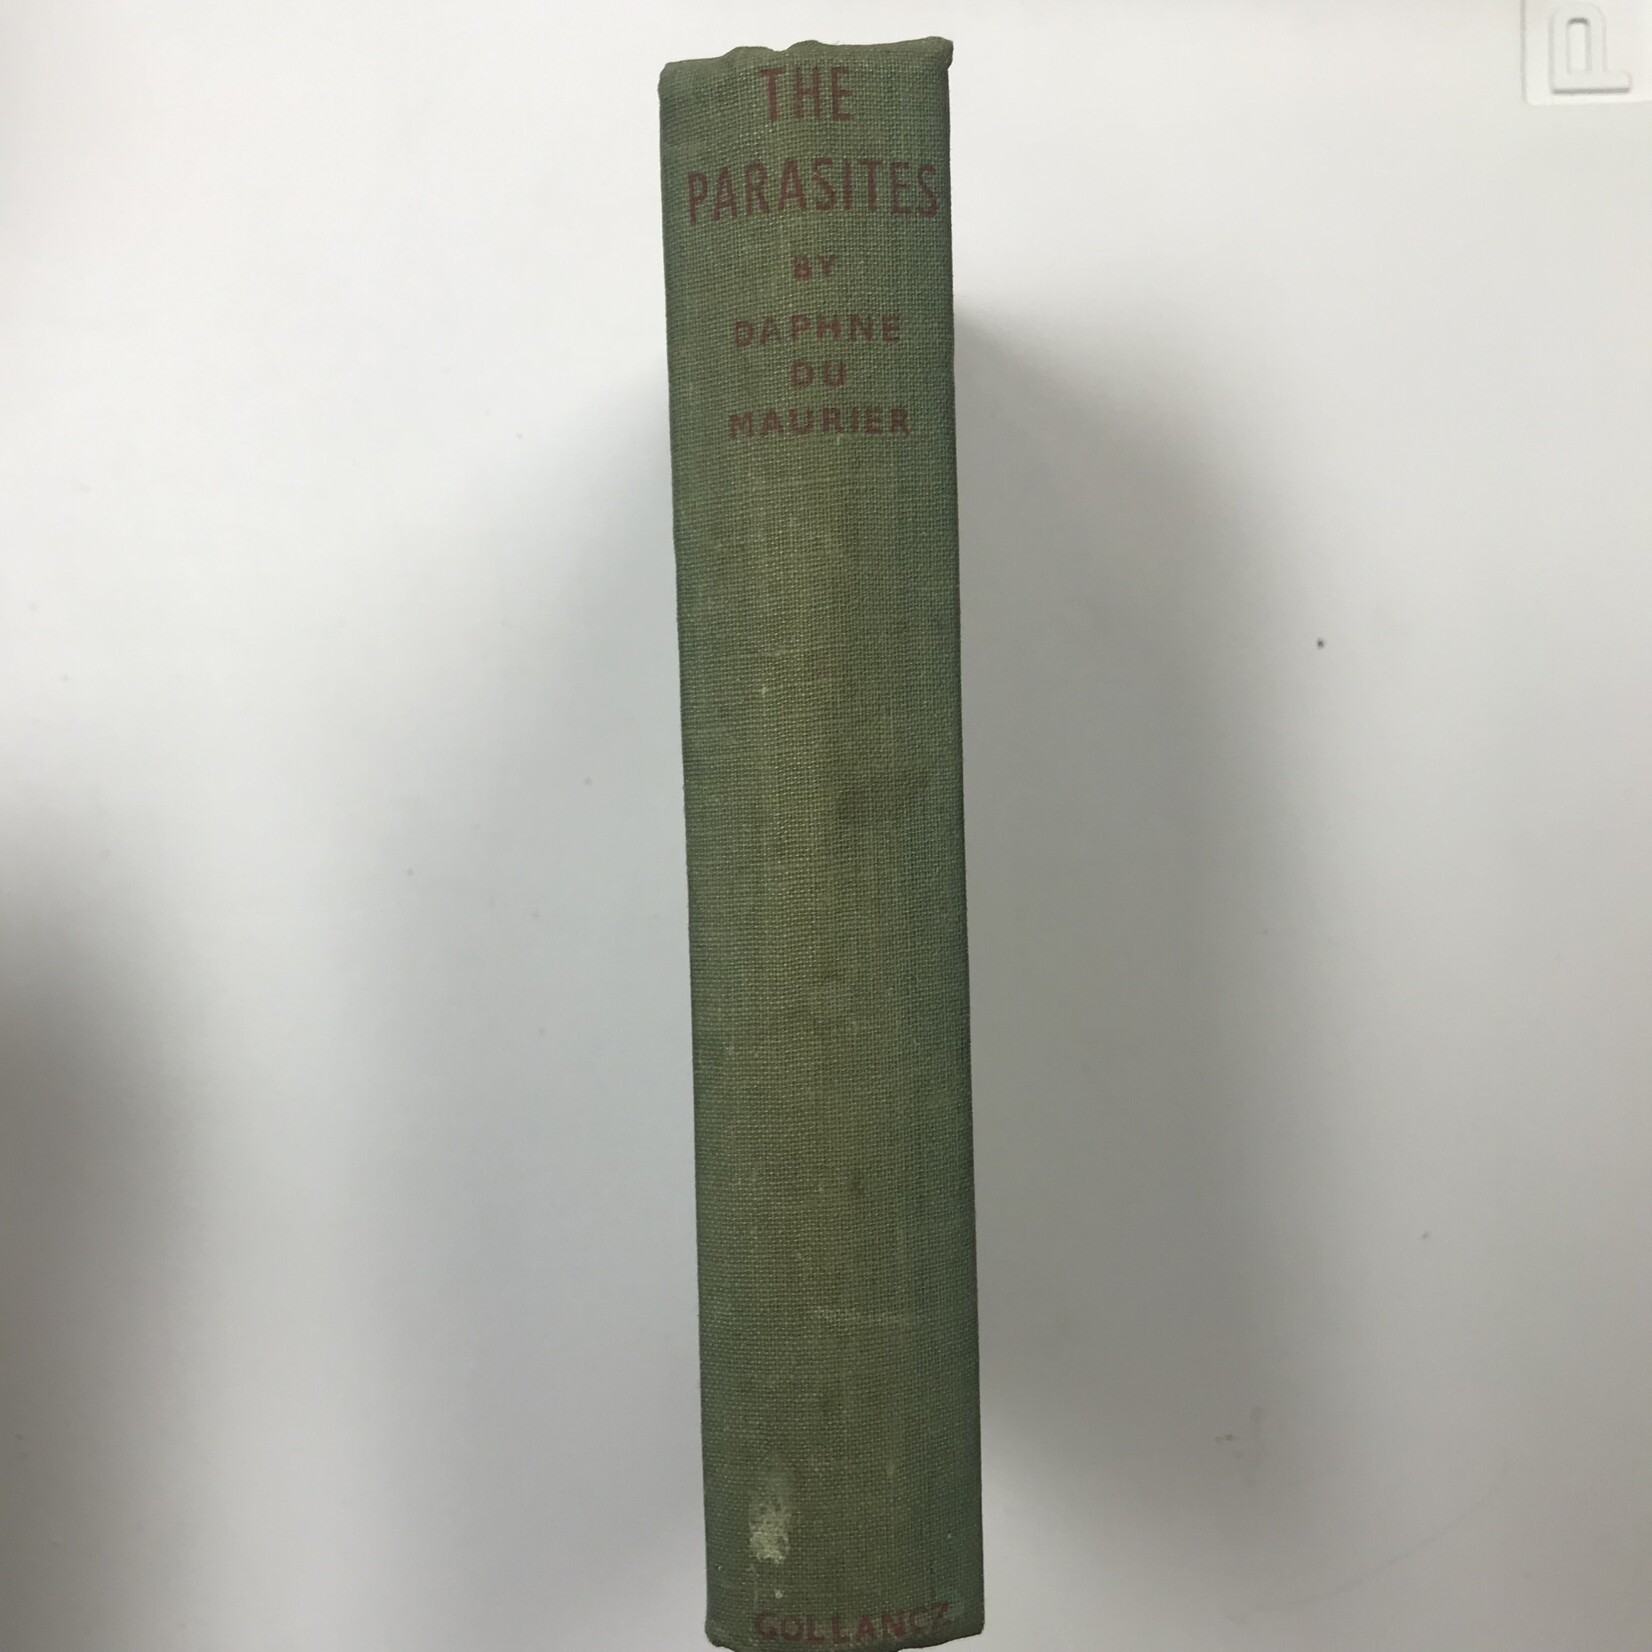 THE
PARASITES
BY
DAPHNE
DU
MAURIER
GOLLANCZ